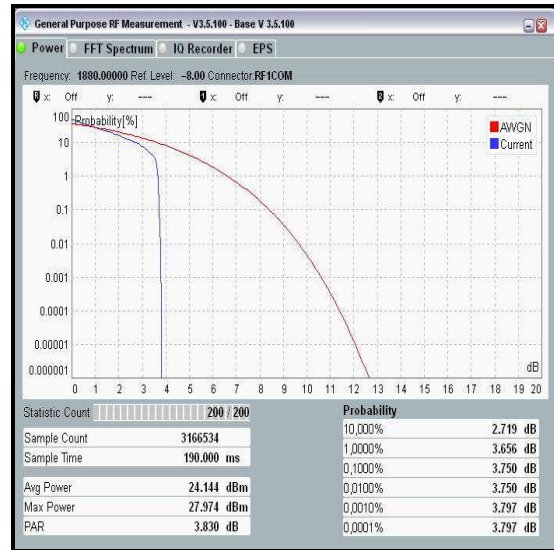 General Purpose RF Measurement - V3.5.100 - Base V 3.5.100
Power FFT Spectrum IQ Recorder EPS
Frequency: 1880.00000 Ref. Level: -8.00 Connector:RF1COM
R x: Off y: --- 1 x: Off y: --- 2 x: Off y: ---
Probability[%]
AWGN
Current
100
10
1
0.1
0.01
0.001
0.0001
0.00001
0.000001
dB
0 1 2 3 4 5 6 7 8 9 10 11 12 13 14 15 16 17 18 19 20
Statistic Count 200 / 200
Sample Count 3166534
Sample Time 190.000 ms
Avg Power 24.144 dBm
Max Power 27.974 dBm
PAR 3.830 dB
Probability
10,000% 2.719 dB
1,0000% 3.656 dB
0,1000% 3.750 dB
0,0100% 3.750 dB
0,0010% 3.797 dB
0,0001% 3.797 dB